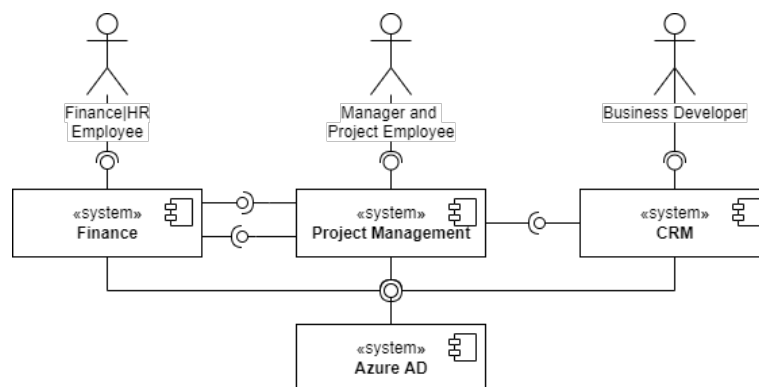 Finance|HR
Employee
Manager and
Project Employee
Business Developer
«system»
Finance
«system»
Project Management
«system»
CRM
«system»
Azure AD